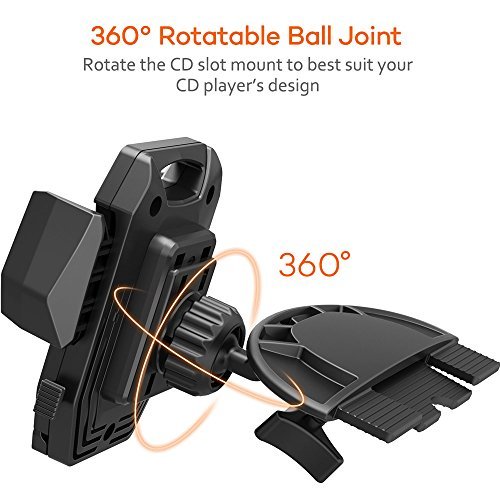 360° Rotatable Ball Joint
Rotate the CD slot mount to best suit your
CD player's design
360°